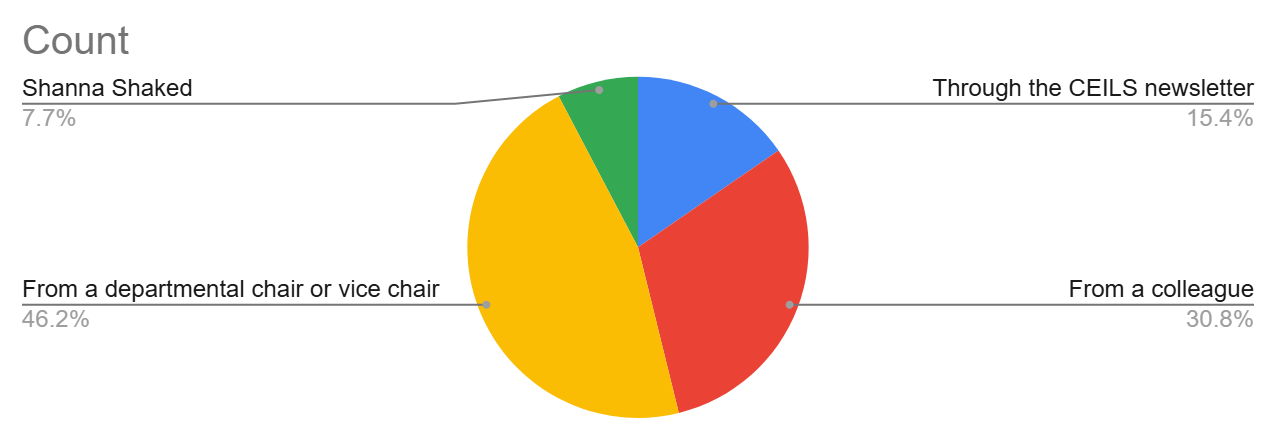 Count
Shanna Shaked
7.7%
Through the CEILS newsletter
15.4%
From a departmental chair or vice chair
46.2%
From a colleague
30.8%